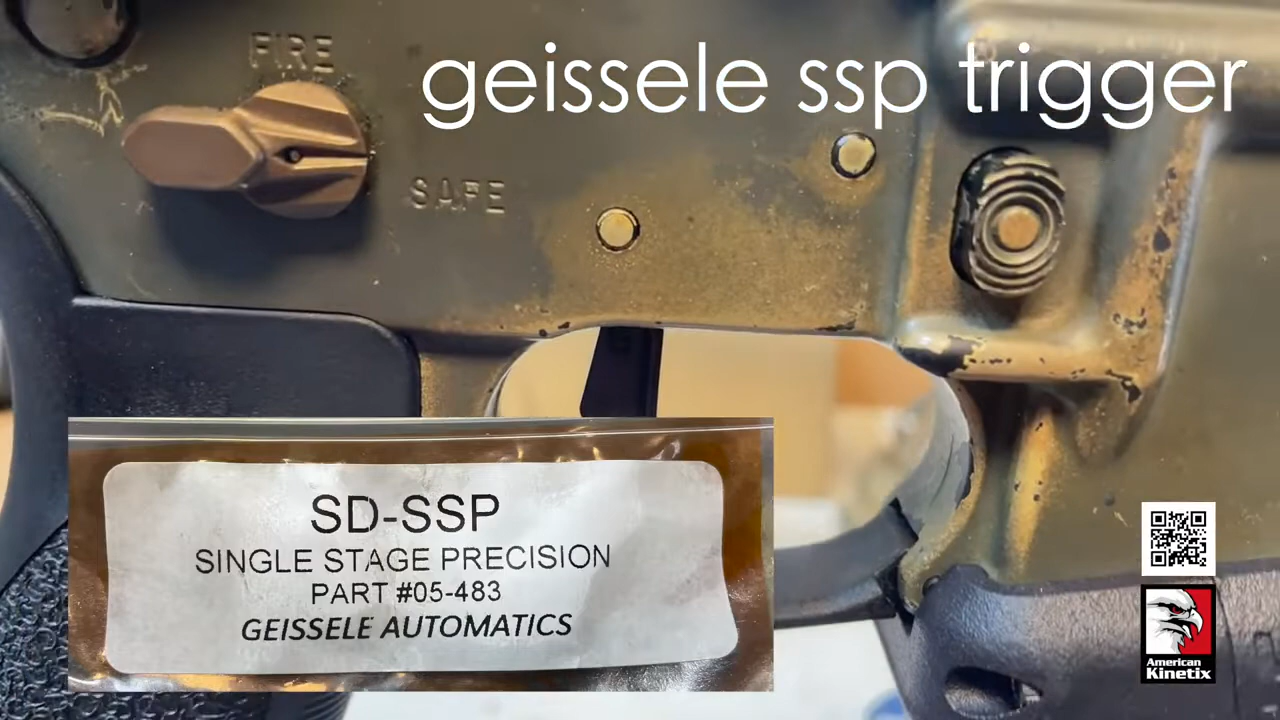 geissele ssp trigger
FIRE
SAFE
SD-SSP
SINGLE STAGE PRECISION
PART #05-483
GEISSELE AUTOMATICS
American
Kinetix